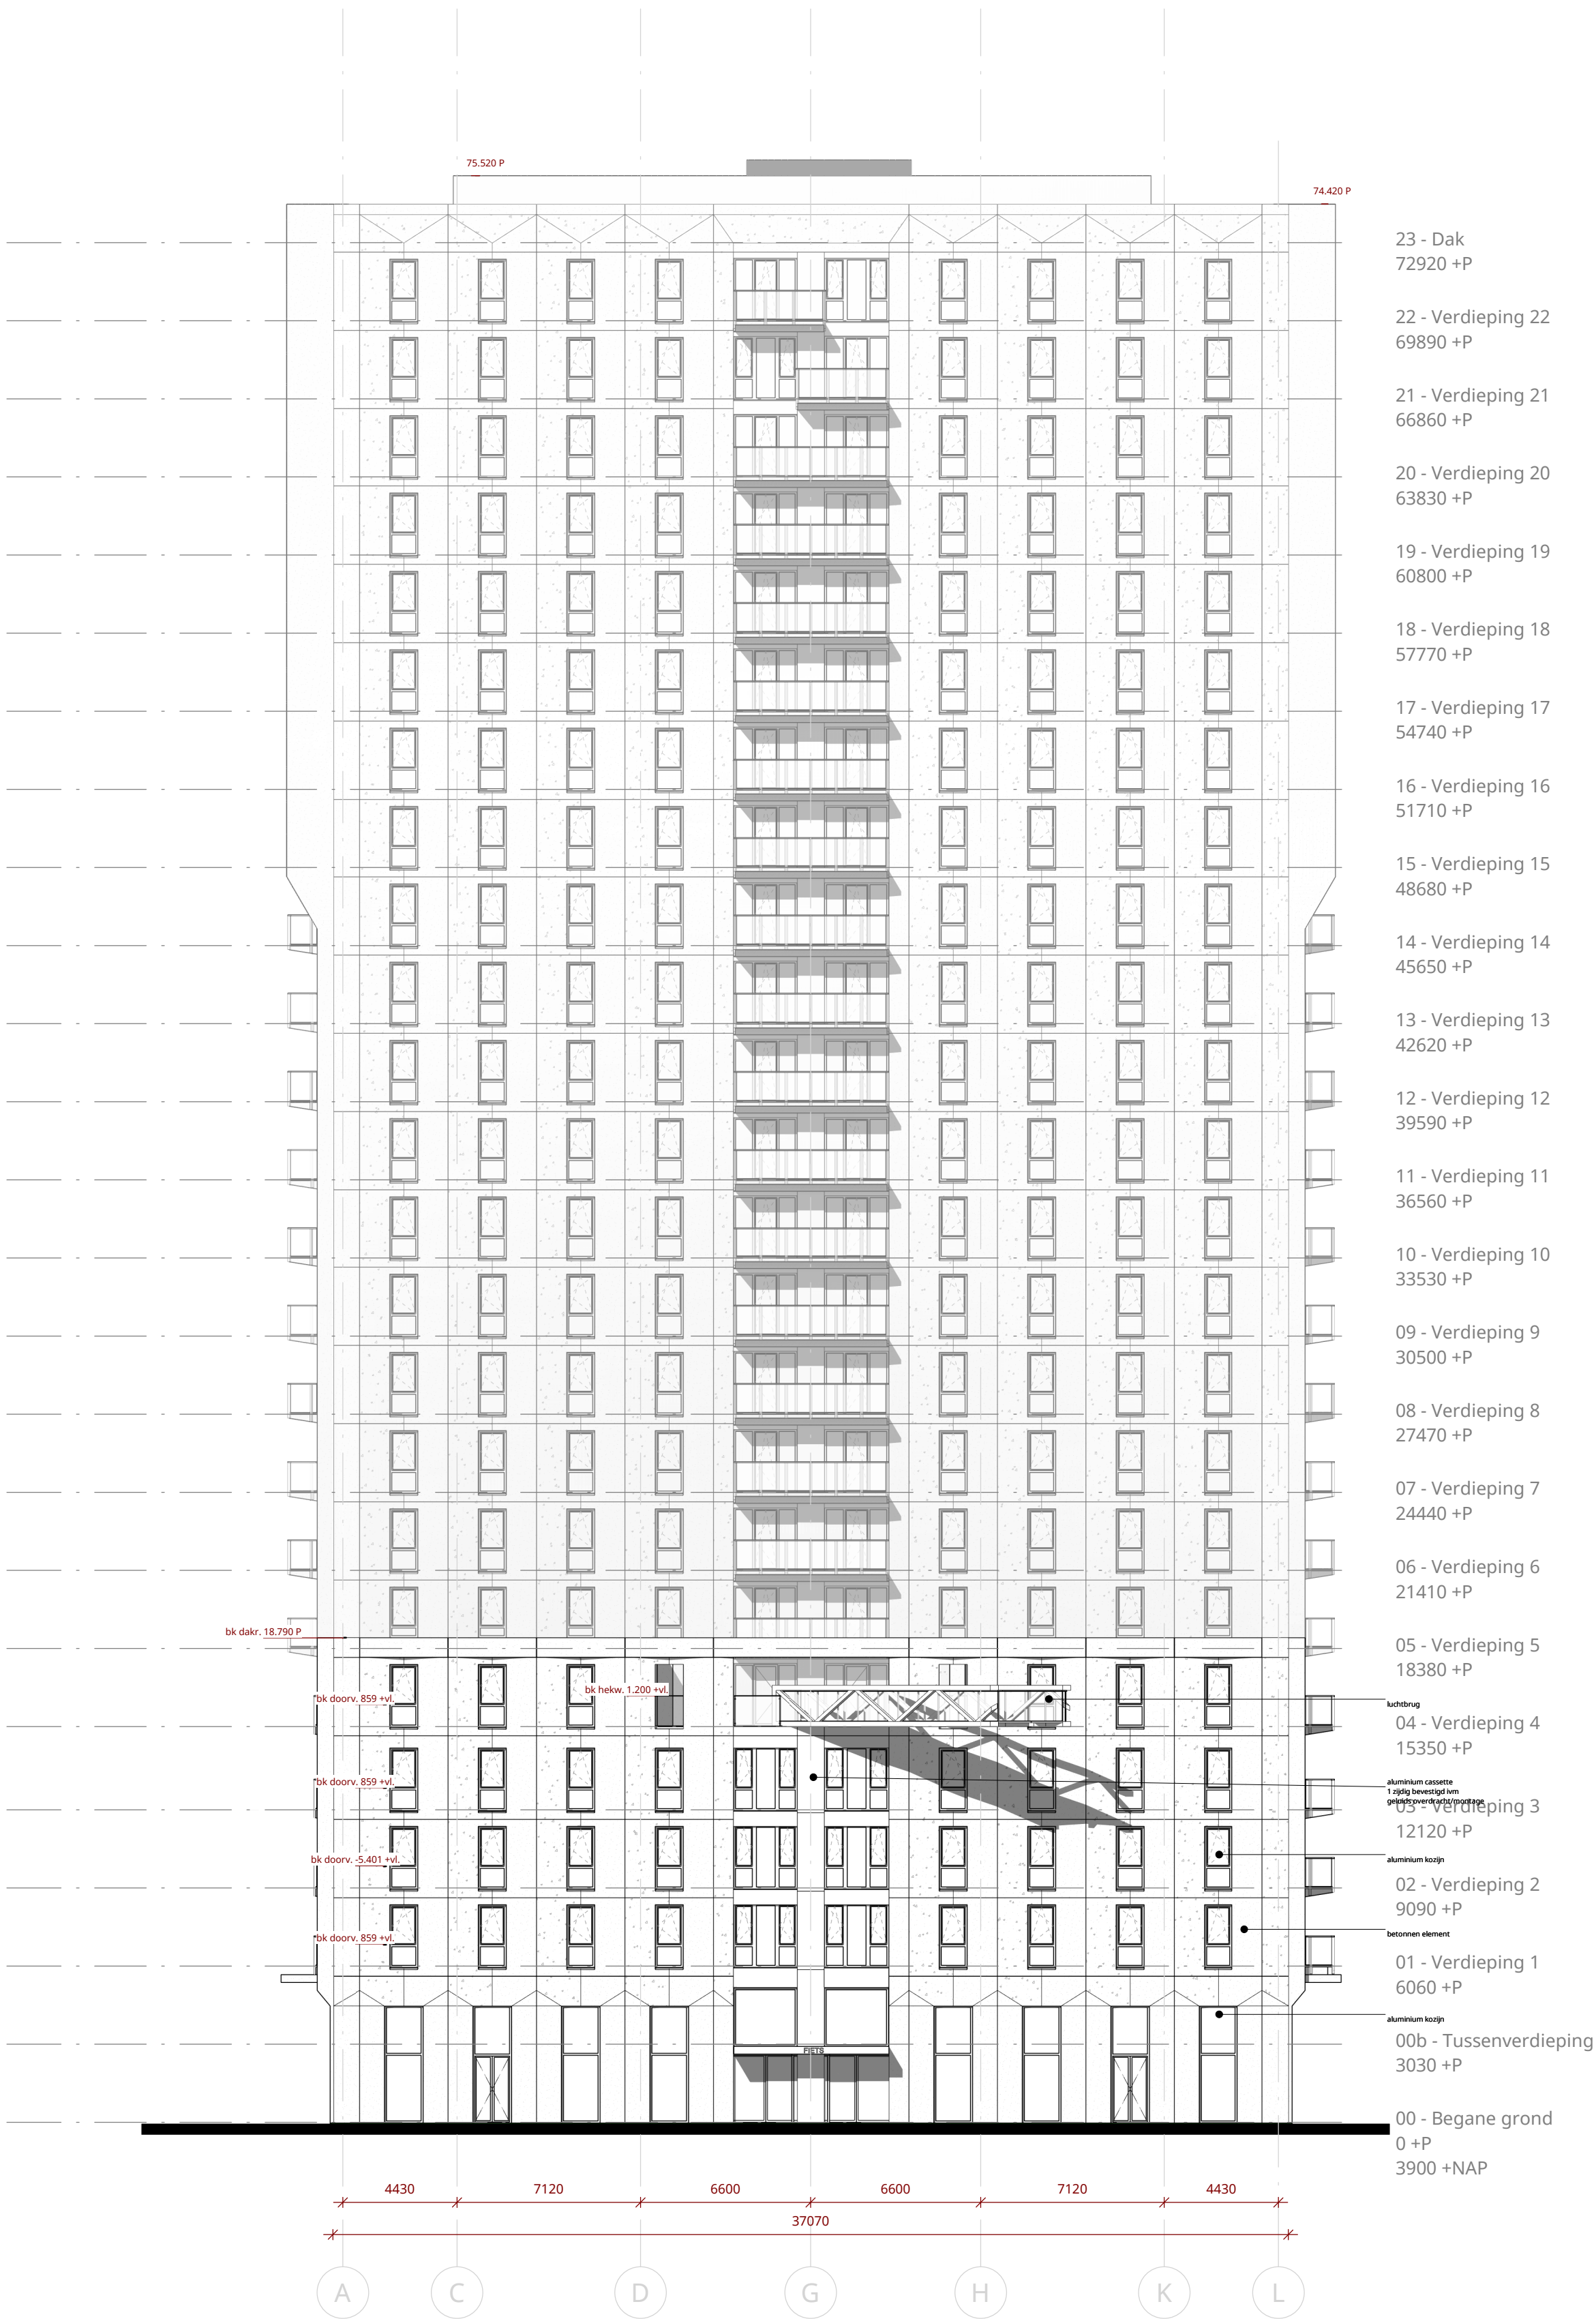 75.520 P
74.420 P
23 - Dak
72920 +P
22 - Verdieping 22
69890 +P
21 - Verdieping 21
66860 +P
20 - Verdieping 20
63830 +P
19 - Verdieping 19
60800 +P
18 - Verdieping 18
57770 +P
17 - Verdieping 17
54740 +P
16 - Verdieping 16
51710 +P
15 - Verdieping 15
48680 +P
14 - Verdieping 14
45650 +P
13 - Verdieping 13
42620 +P
12 - Verdieping 12
39590 +P
11 - Verdieping 11
36560 +P
10 - Verdieping 10
33530 +P
09 - Verdieping 9
30500 +P
08 - Verdieping 8
27470 +P
07 - Verdieping 7
24440 +P
06 - Verdieping 6
21410 +P
bk dakr. 18.790 P
05 - Verdieping 5
18380 +P
bk hekw. 1.200 +vl.
bk doorv. 859 +vl.
luchtbrug
04 - Verdieping 4
15350 +P
bk doorv. 859 +vl.
aluminium cassette
1 zijdig bevestigd ivm
geluidsoverdracht/montage
03 - Verdieping 3
12120 +P
bk doorv. -5.401 +vl.
aluminium kozijn
02 - Verdieping 2
9090 +P
bk doorv. 859 +vl.
betonnen element
01 - Verdieping 1
6060 +P
aluminium kozijn
00b - Tussenverdieping
3030 +P
FIETS
00 - Begane grond
0 +P
3900 +NAP
4430 7120 6600 6600 7120 4430
37070
A C D G H K L